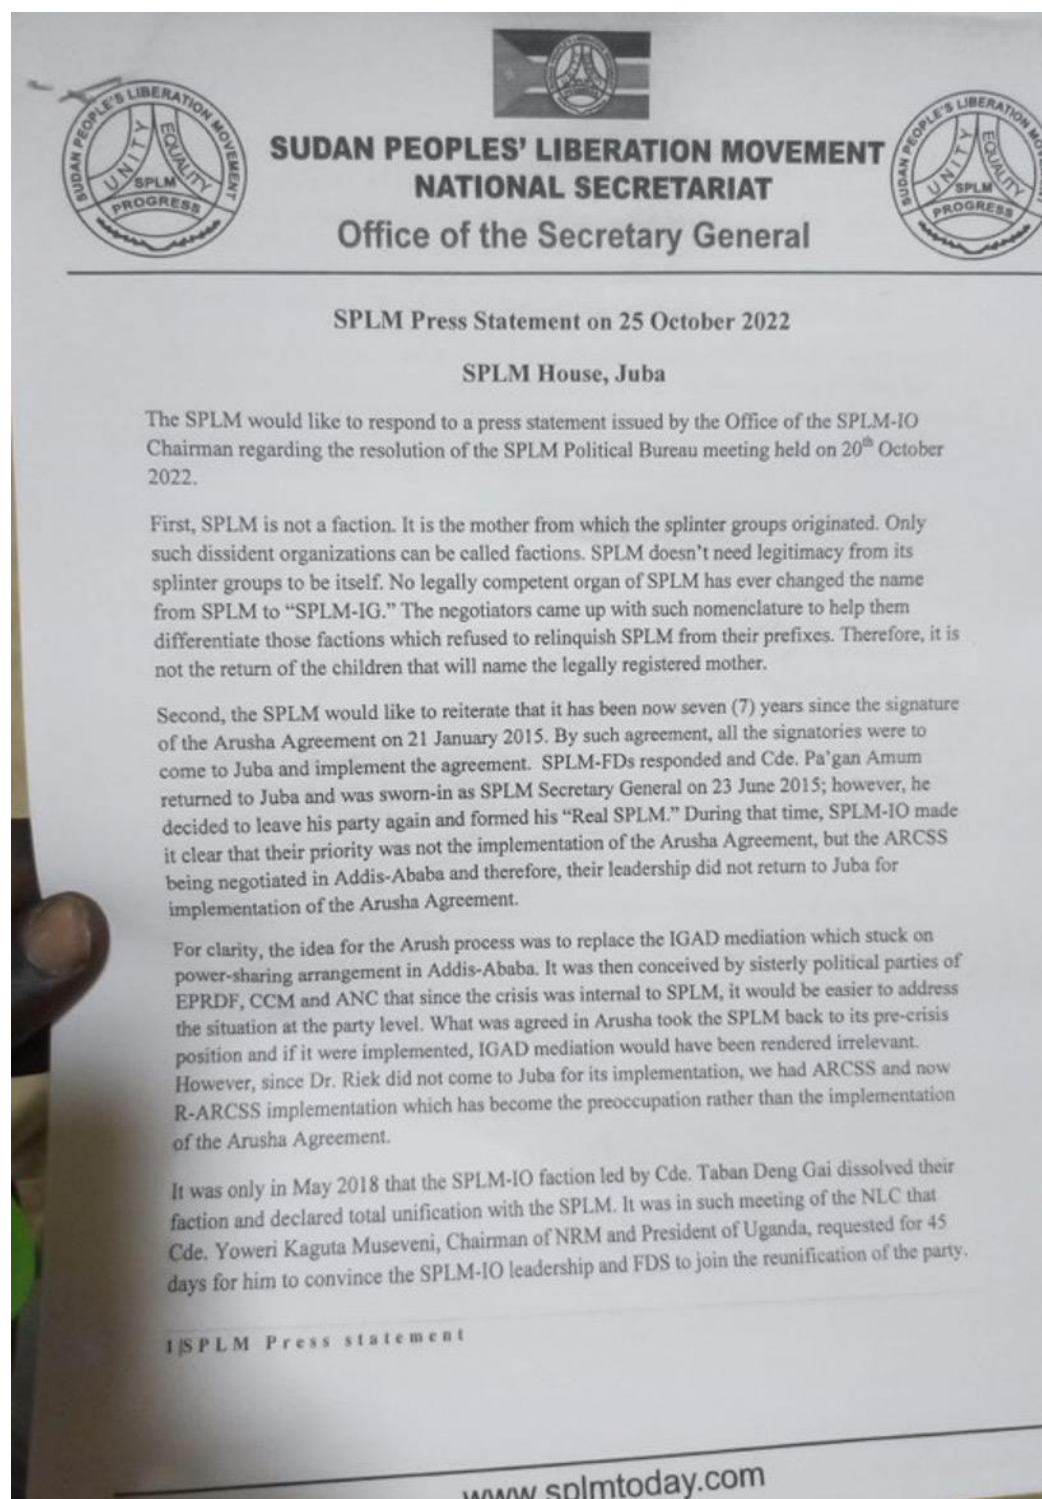 SUDAN PEOPLE'S LIBERATION MOVEMENT
UNITY
EQUALITY
SPLM
PROGRESS
SUDAN PEOPLES' LIBERATION MOVEMENT
NATIONAL SECRETARIAT
Office of the Secretary General
SUDAN PEOPLE'S LIBERATION
UNITY
EQUALITY
SPLM
PROGRESS
SPLM Press Statement on 25 October 2022
SPLM House, Juba
The SPLM would like to respond to a press statement issued by the Office of the SPLM-IO
Chairman regarding the resolution of the SPLM Political Bureau meeting held on 20th October
2022.
First, SPLM is not a faction. It is the mother from which the splinter groups originated. Only
such dissident organizations can be called factions. SPLM doesn't need legitimacy from its
splinter groups to be itself. No legally competent organ of SPLM has ever changed the name
from SPLM to “SPLM-IG.” The negotiators came up with such nomenclature to help them
differentiate those factions which refused to relinquish SPLM from their prefixes. Therefore, it is
not the return of the children that will name the legally registered mother.
Second, the SPLM would like to reiterate that it has been now seven (7) years since the signature
of the Arusha Agreement on 21 January 2015. By such agreement, all the signatories were to
come to Juba and implement the agreement. SPLM-FDs responded and Cde. Pa'gan Amum
returned to Juba and was sworn-in as SPLM Secretary General on 23 June 2015; however, he
decided to leave his party again and formed his “Real SPLM.” During that time, SPLM-IO made
it clear that their priority was not the implementation of the Arusha Agreement, but the ARCSS
being negotiated in Addis-Ababa and therefore, their leadership did not return to Juba for
implementation of the Arusha Agreement.
For clarity, the idea for the Arush process was to replace the IGAD mediation which stuck on
power-sharing arrangement in Addis-Ababa. It was then conceived by sisterly political parties of
EPRDF, CCM and ANC that since the crisis was internal to SPLM, it would be easier to address
the situation at the party level. What was agreed in Arusha took the SPLM back to its pre-crisis
position and if it were implemented, IGAD mediation would have been rendered irrelevant.
However, since Dr. Riek did not come to Juba for its implementation, we had ARCSS and now
R-ARCSS implementation which has become the preoccupation rather than the implementation
of the Arusha Agreement.
It was only in May 2018 that the SPLM-IO faction led by Cde. Taban Deng Gai dissolved their
faction and declared total unification with the SPLM. It was in such meeting of the NLC that
Cde. Yoweri Kaguta Museveni, Chairman of NRM and President of Uganda, requested for 45
days for him to convince the SPLM-IO leadership and FDS to join the reunification of the party.
1|SPLM Press statement
www.splmtoday.com